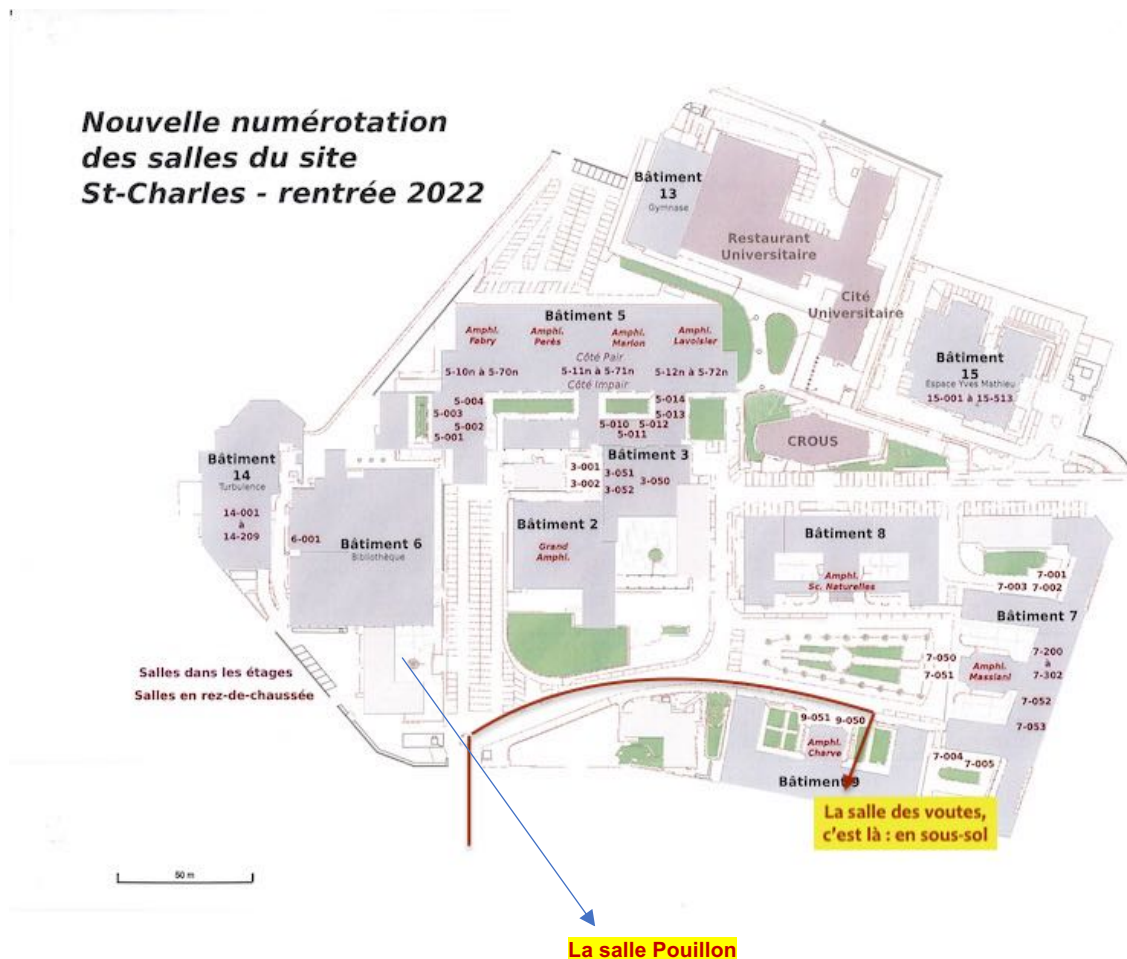 Nouvelle numérotation
des salles du site
St-Charles - rentrée 2022
Bâtiment
13
Gymnase
Restaurant
Universitaire
Cité
Universitaire
Bâtiment
15
Espace Yves Mathieu
15-001 à 15-513
CROUS
Bâtiment 5
Amphi.
Fabry
Amphi.
Perès
Amphi.
Marion
Amphi.
Lavoisier
Côté Pair
5-10n à 5-70n
5-11n à 5-71n
5-12n à 5-72n
Côté Impair
5-004
5-003
5-002
5-001
5-014
5-013
5-010
5-012
5-011
Bâtiment 3
3-001
3-002
3-051
3-052
3-050
Bâtiment
14
Turbulence
14-001
à
14-209
6-001
Bâtiment 6
Bibliothèque
Bâtiment 2
Grand
Amphi.
Bâtiment 8
Amphi.
Sc. Naturelles
7-001
7-003
7-002
Bâtiment 7
7-050
7-051
Amphi.
Massiani
7-200
à
7-302
7-052
7-053
7-004
7-005
Salles dans les étages
Salles en rez-de-chaussée
9-051
9-050
Amphi.
Charve
Bâtiment 9
La salle des voutes,
c'est là : en sous-sol
50 m
La salle Pouillon